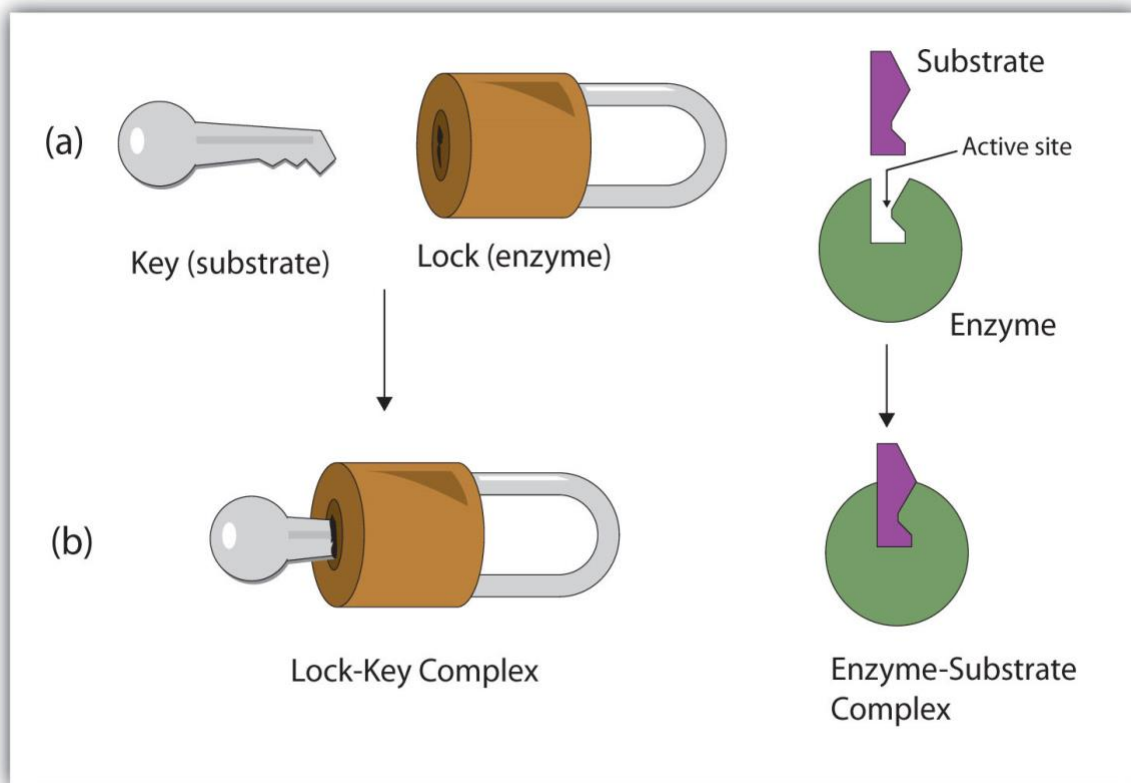 (a)
Key (substrate)
Lock (enzyme)
Substrate
Active site
Enzyme
(b)
Lock-Key Complex
Enzyme-Substrate
Complex